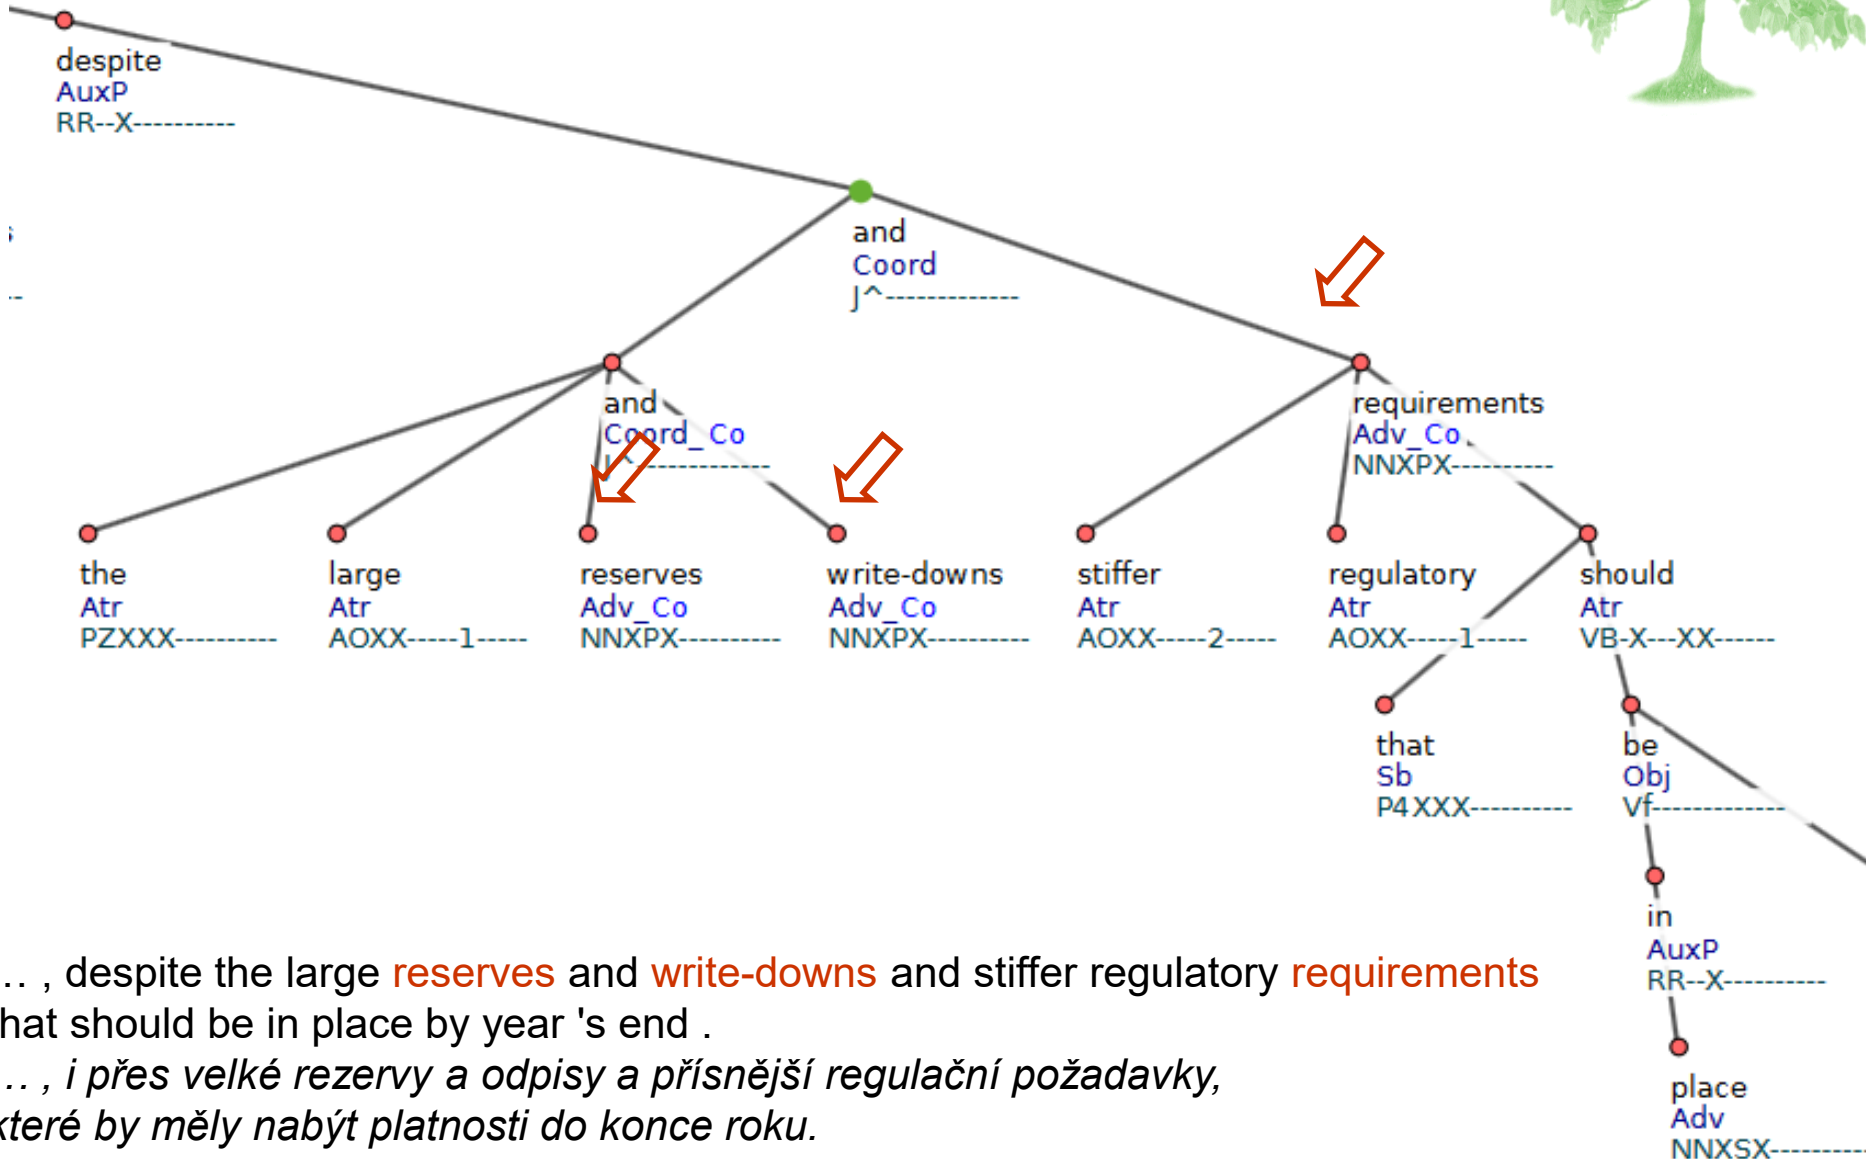 despite
AuxP
RR--X----------
and
Coord
J^-------------
and
Coord_Co
J^-------------
requirements
Adv_Co
NNXPX----------
the
Atr
PZXXX----------
large
Atr
AOXX-----1-----
reserves
Adv_Co
NNXPX----------
write-downs
Adv_Co
NNXPX----------
stiffer
Atr
AOXX-----2-----
regulatory
Atr
AOXX-----1-----
should
Atr
VB-X---XX------
that
Sb
P4XXX----------
be
Obj
Vf-------------
in
AuxP
RR--X----------
place
Adv
NNXSX----------
… , despite the large reserves and write-downs and stiffer regulatory requirements
hat should be in place by year 's end .
… , i přes velké rezervy a odpisy a přísnější regulační požadavky,
které by měly nabýt platnosti do konce roku.